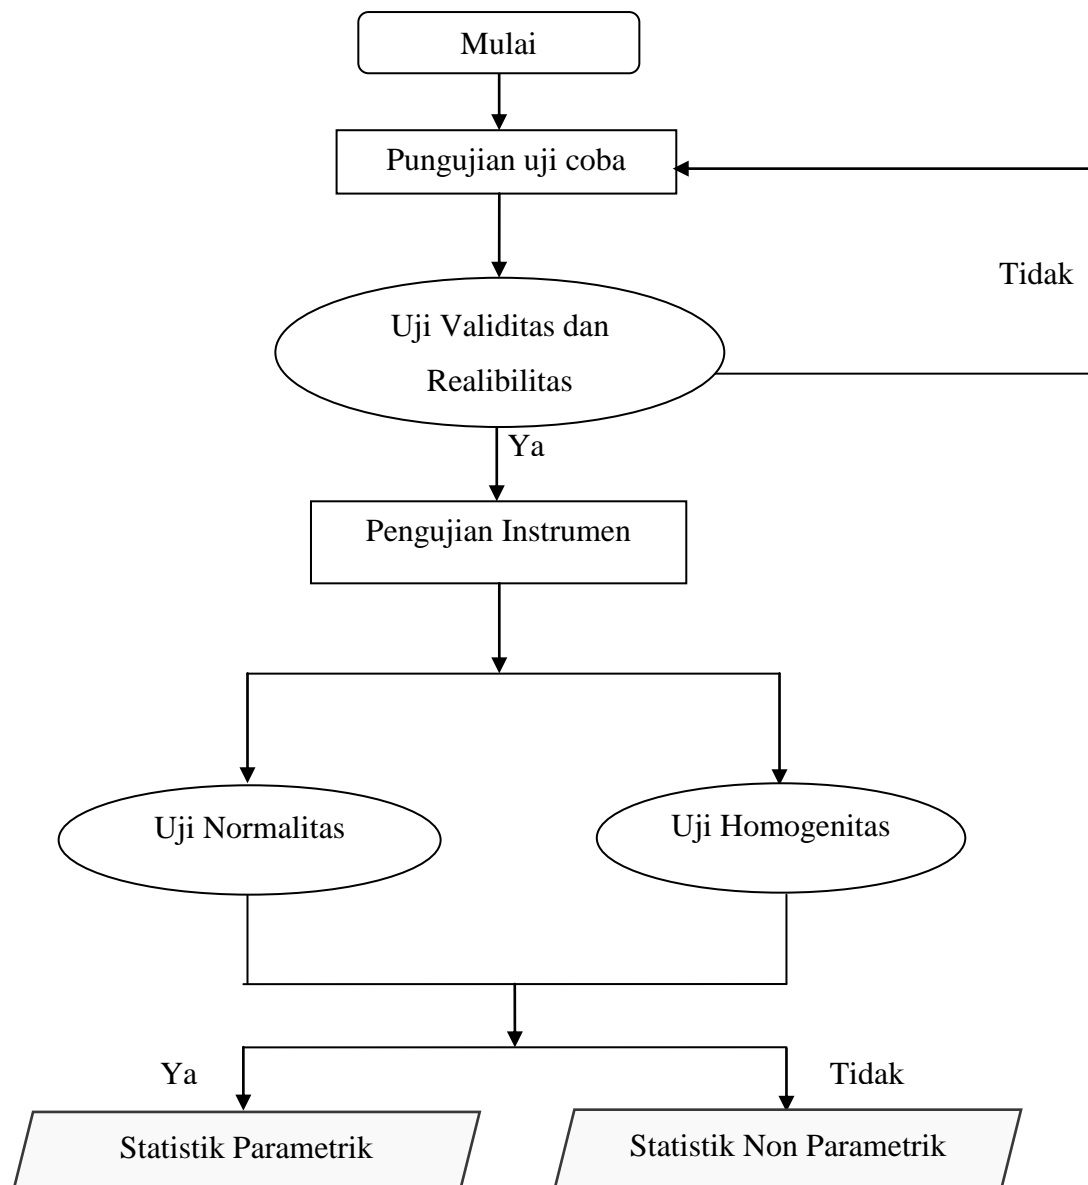 Mulai
Pungujian uji coba
Tidak
Uji Validitas dan
Realibilitas
Ya
Pengujian Instrumen
Uji Normalitas
Uji Homogenitas
Ya
Tidak
Statistik Parametrik
Statistik Non Parametrik